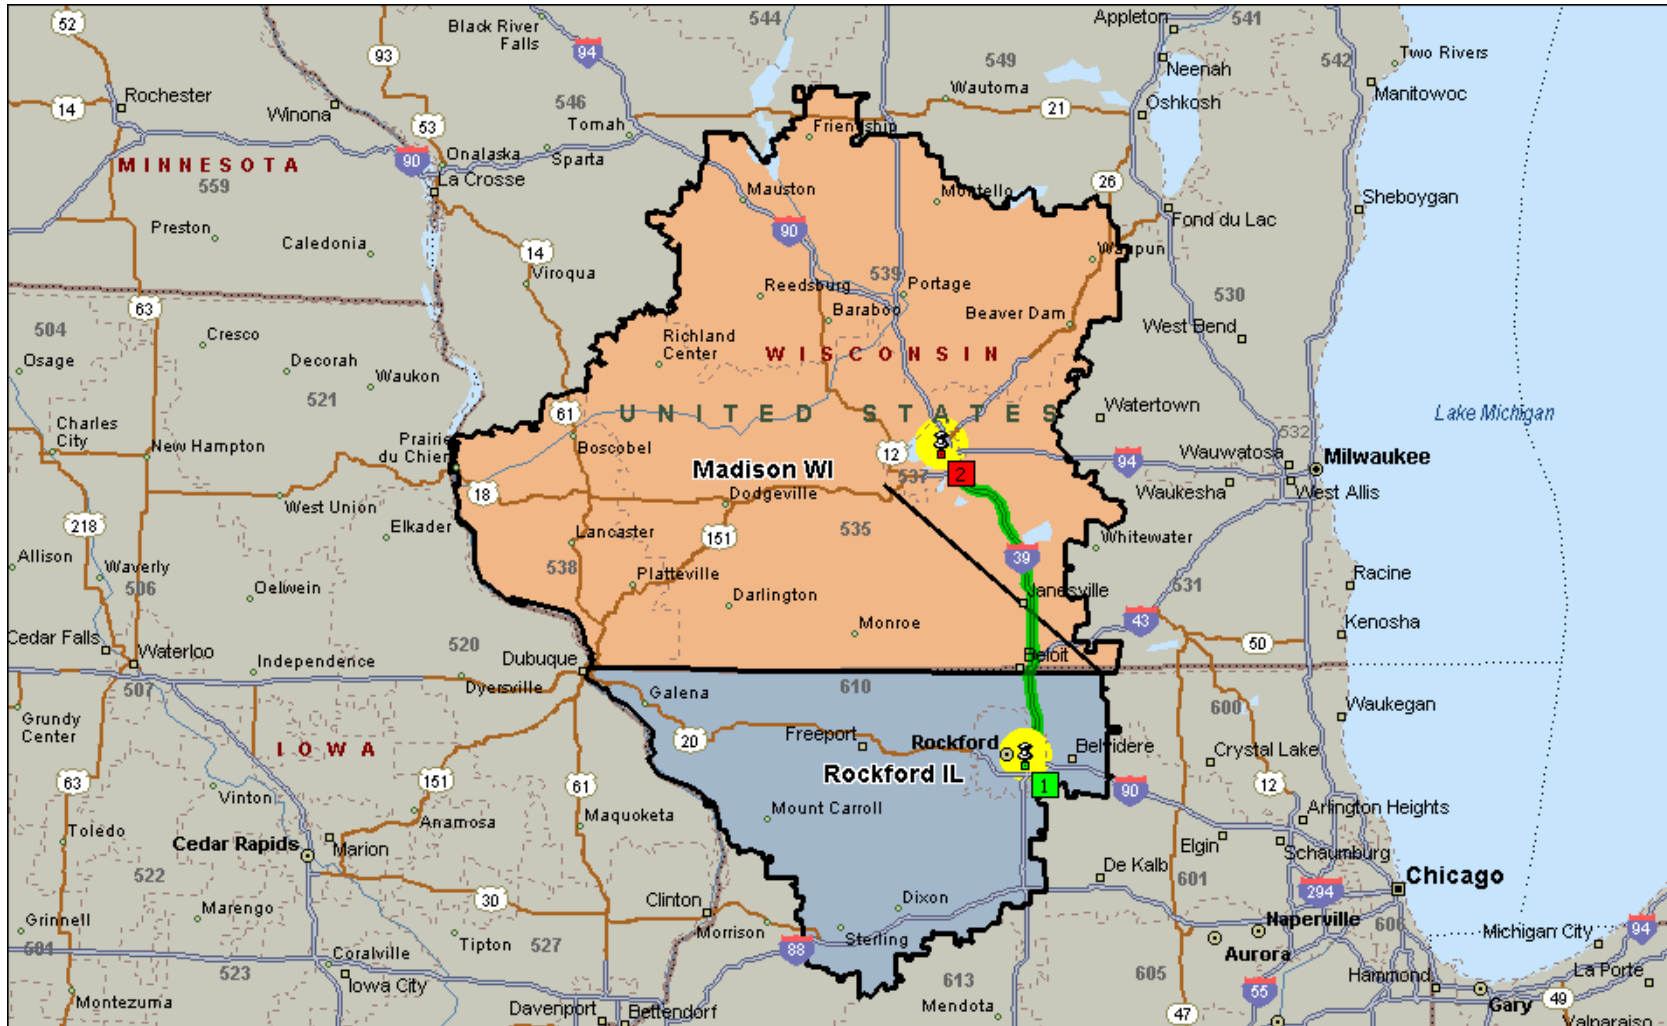 52
544
Appleton
541
Black River
Falls
94
Two Rivers
93
549
Neenah
542
Rochester
Wautoma
Manitowoc
14
Winona
546
21
Oshkosh
53
Tomah
Friendship
Onalaska
Sparta
90
MINNESOTA
559
La Crosse
Mauston
Montello
26
Sheboygan
Preston
Caledonia
14
90
Fond du Lac
Viroqua
Waupun
63
539
Reedsburg
Portage
530
504
Cresco
Baraboo
Beaver Dam
West Bend
Osage
Decorah
Richland
Center
WISCONSIN
Waukon
521
61
UNITED STATES
Watertown
Lake Michigan
Charles
City
New Hampton
Prairie
du Chien
Boscobel
532
12
Wauwatosa
Milwaukee
94
Madison WI
537
2
18
Dodgeville
Waukesha
West Allis
West Union
218
Elkader
Lancaster
151
535
Whitewater
Allison
Waverly
538
39
Platteville
531
Racine
506
Oelwein
Darlington
Janesville
Cedar Falls
520
Monroe
43
Kenosha
Waterloo
50
Independence
Dubuque
Beloit
507
Dyersville
Galena
610
600
Waukegan
Grundy
Center
IOWA
20
Freeport
Rockford
Belvidere
Crystal Lake
63
151
61
Rockford IL
1
90
12
Vinton
Mount Carroll
Arlington Heights
Toledo
Anamosa
Maquoketa
Cedar Rapids
Marion
Elgin
Schaumburg
522
De Kalb
601
294
Chicago
Marengo
30
Clinton
Dixon
Grinnell
Naperville
606
Morrison
94
501
Tipton
527
Sterling
Michigan City
Coralville
88
Aurora
523
Iowa City
613
605
Hammond
La Porte
55
Montezuma
Davenport
Bettendorf
Mendota
47
Gary
49
Valparaiso